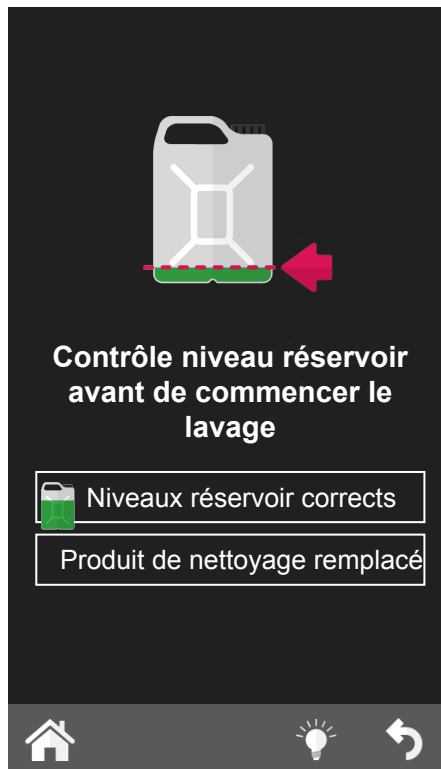 Contrôle niveau réservoir
avant de commencer le
lavage
Niveaux réservoir corrects
Produit de nettoyage remplacé